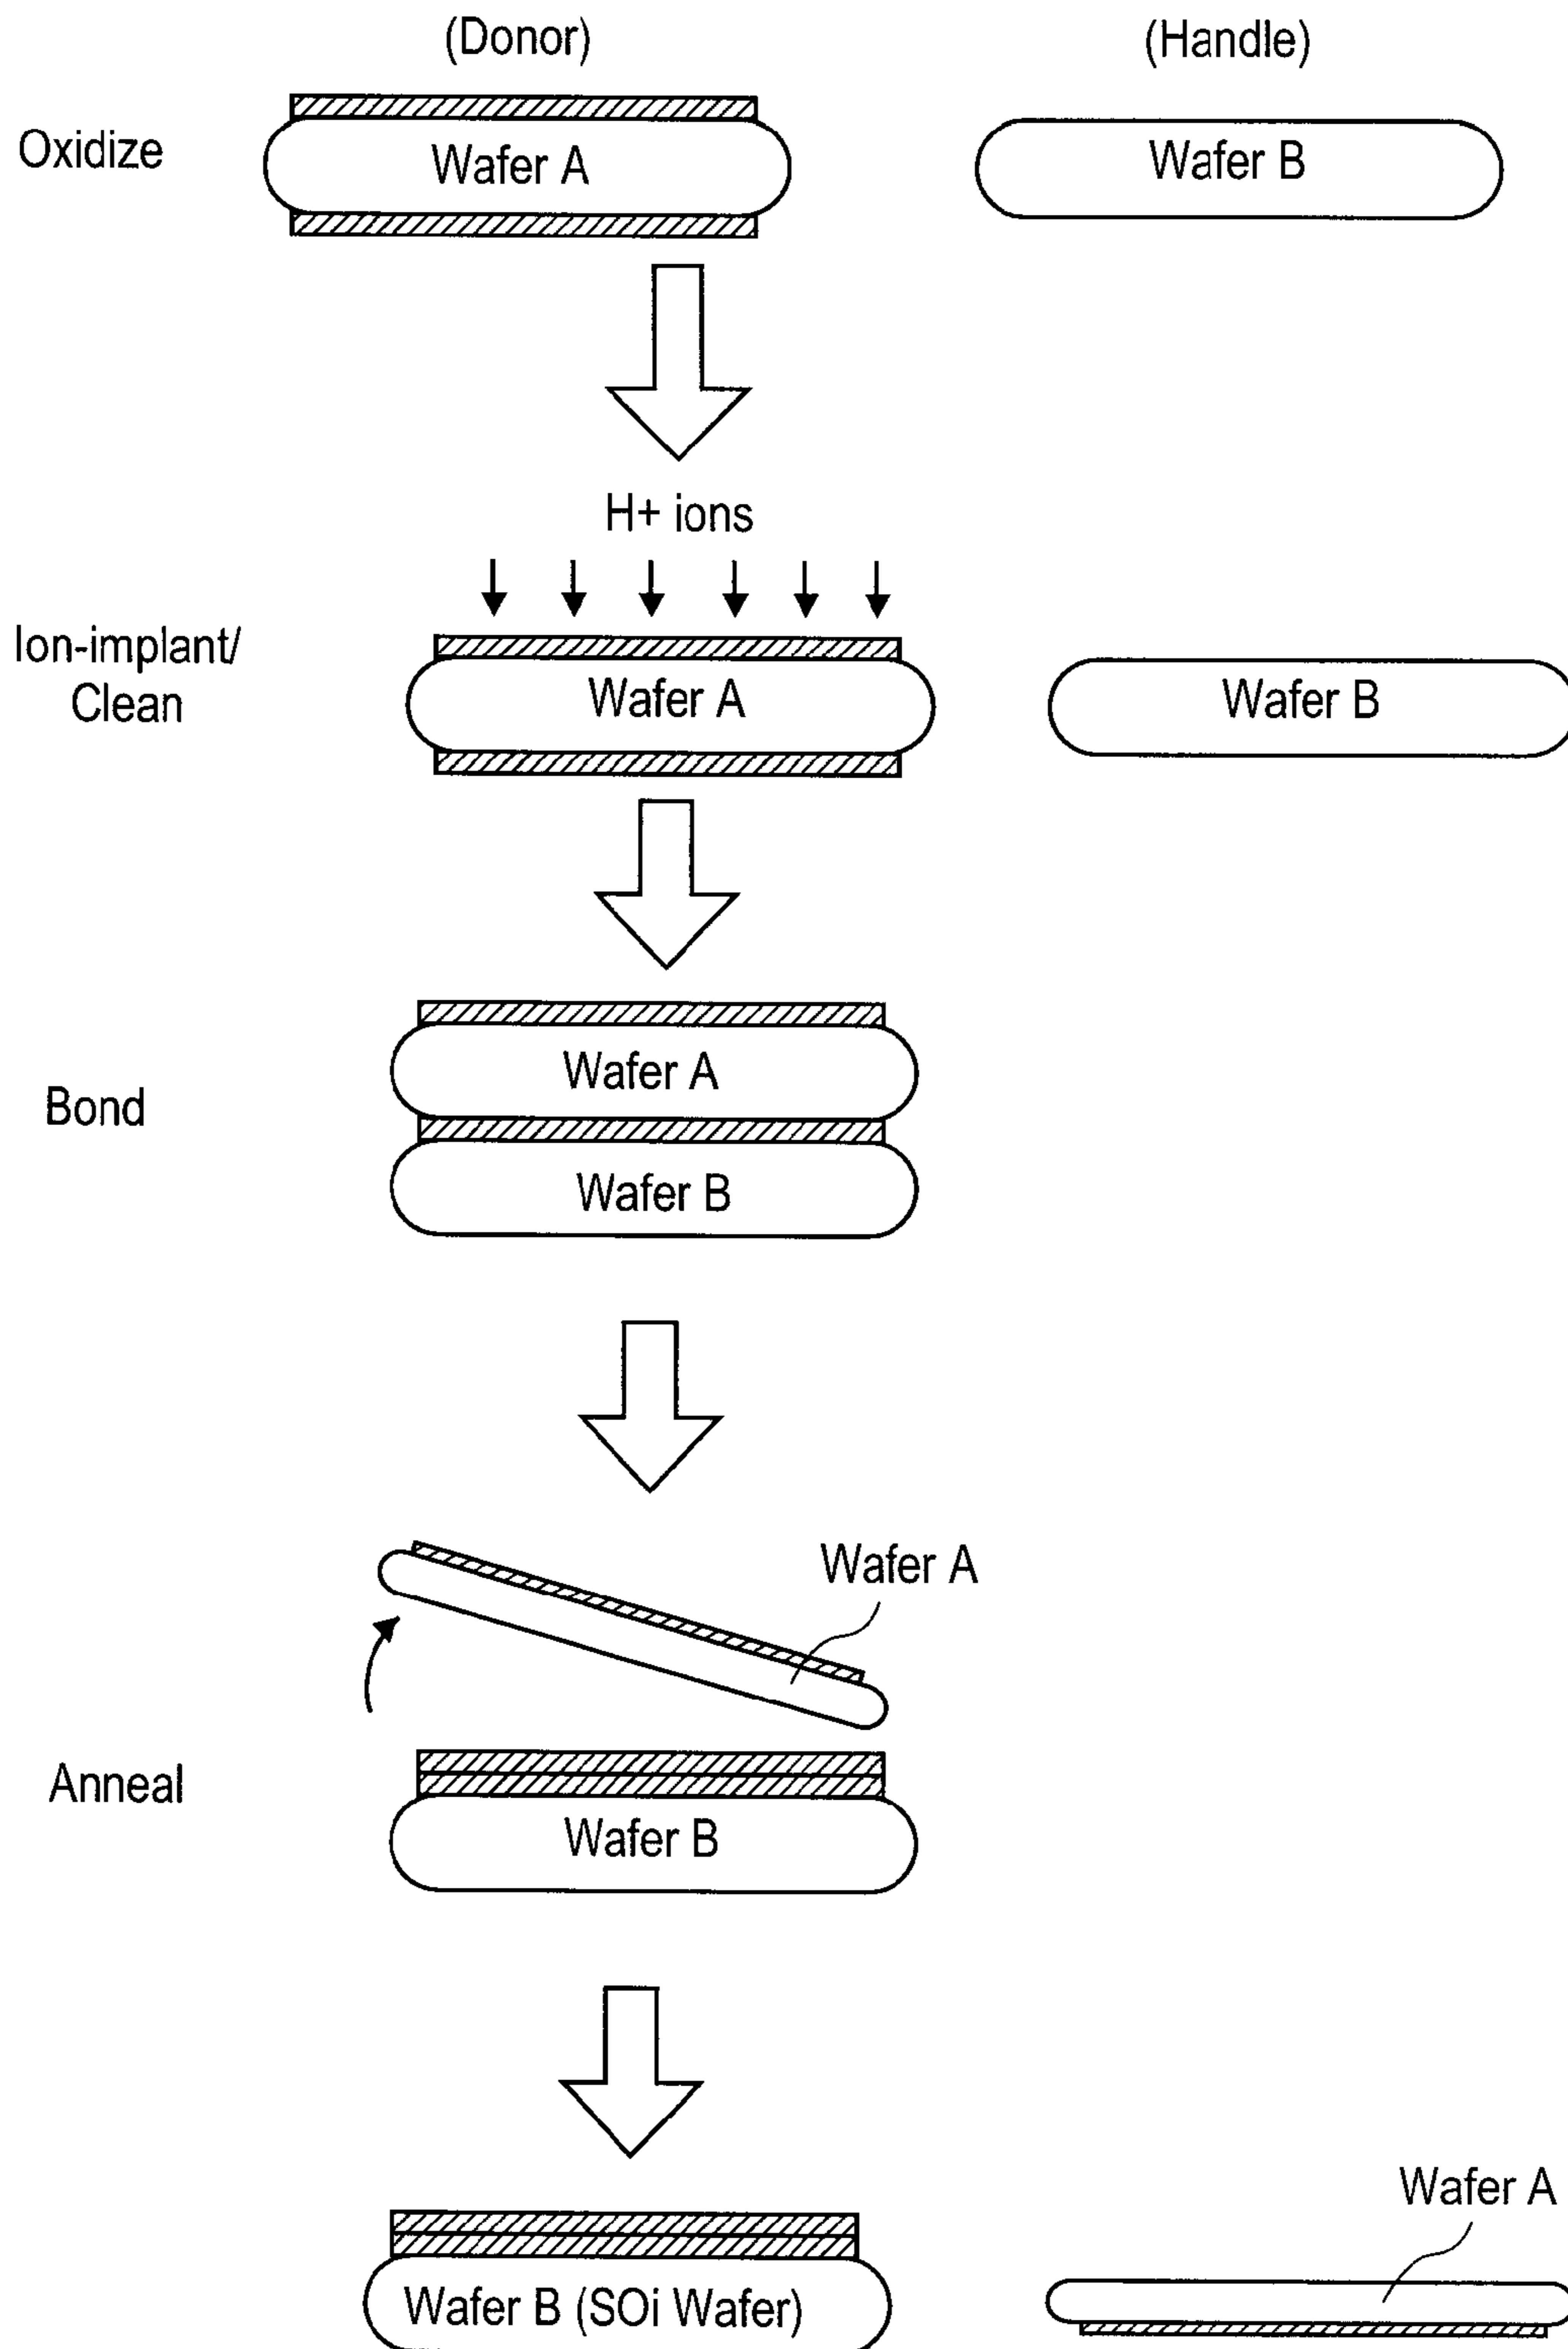 (Donor)
(Handle)
Oxidize
Wafer A
Wafer B
H+ ions
Ion-implant/
Clean
Wafer A
Wafer B
Bond
Wafer A
Wafer B
Wafer A
Anneal
Wafer B
Wafer A
Wafer B (SOi Wafer)